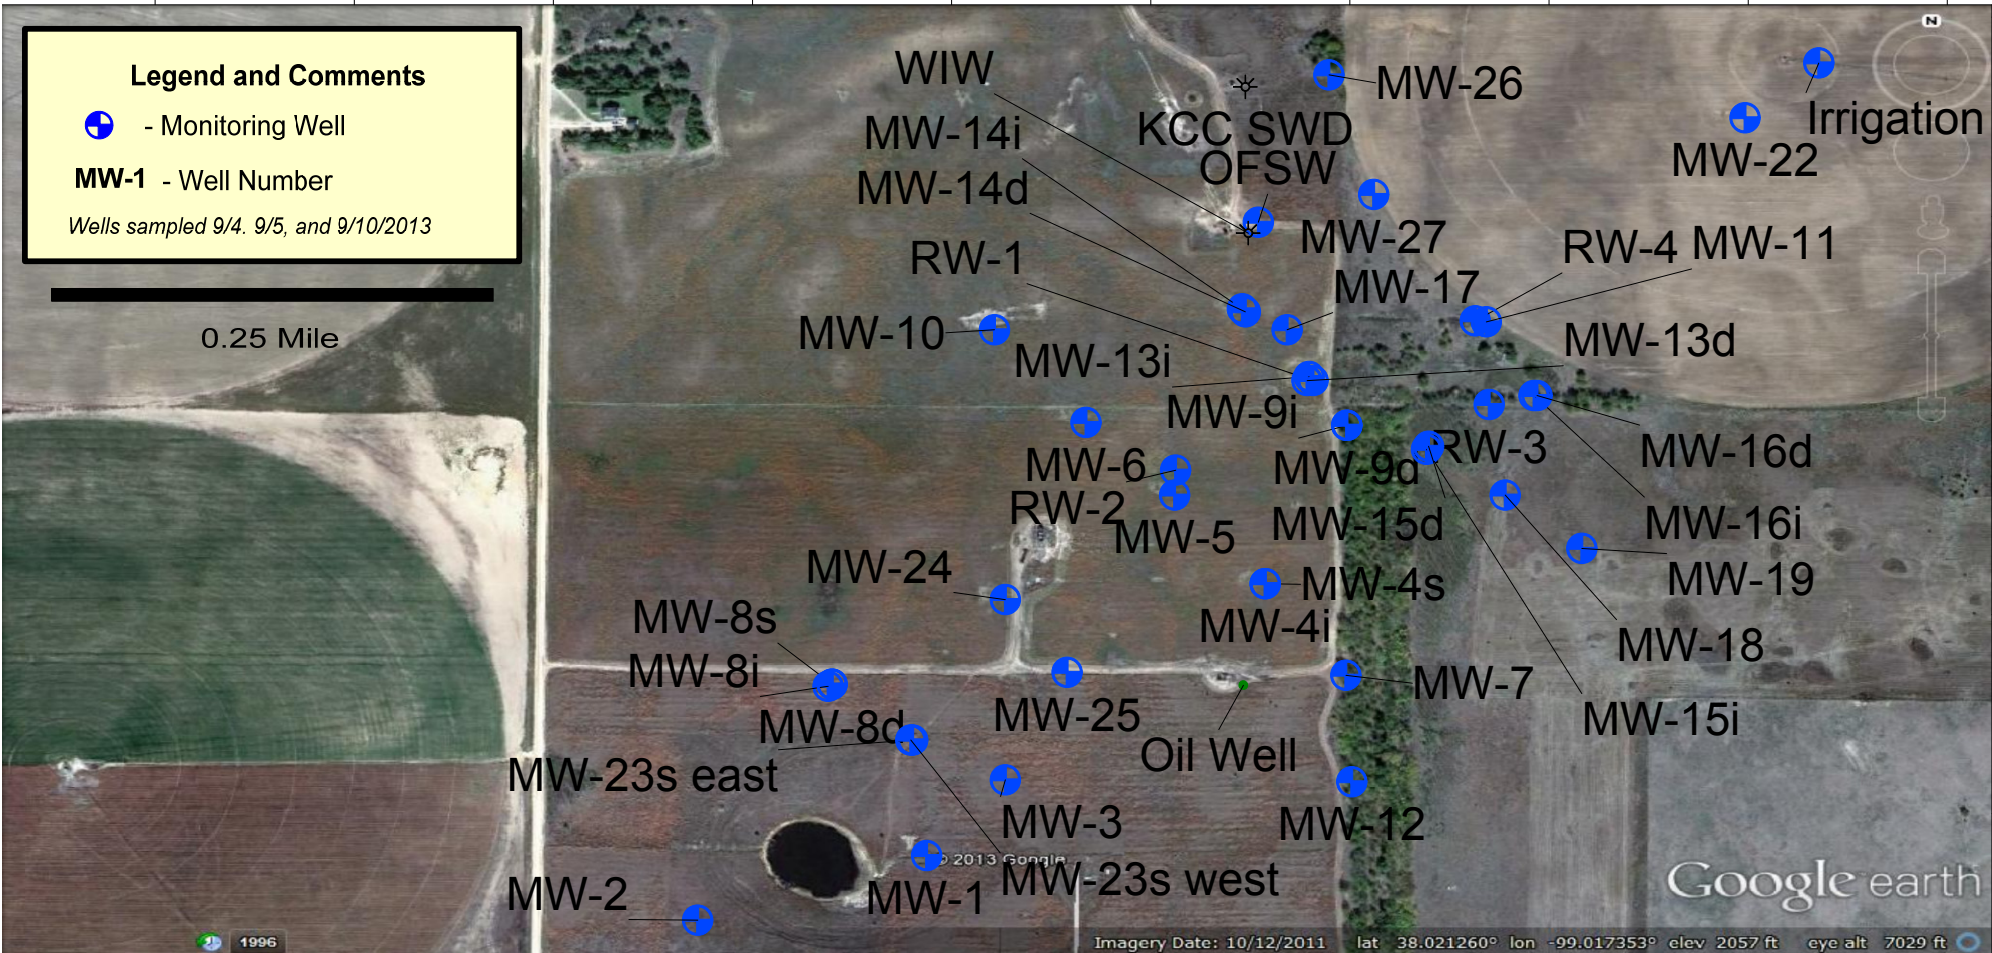 Legend and Comments
- Monitoring Well
MW-1 - Well Number
Wells sampled 9/4. 9/5, and 9/10/2013
0.25 Mile
N
WIW
MW-26
Irrigation
KCC SWD
MW-14i
OFSW
MW-22
MW-14d
MW-27
RW-4
MW-11
RW-1
MW-17
MW-10
MW-13i
MW-13d
MW-9i
RW-3
MW-16d
MW-6
MW-9d
RW-2
MW-5
MW-15d
MW-16i
MW-24
MW-4s
MW-19
MW-8s
MW-4i
MW-18
MW-8i
MW-7
MW-8d
MW-25
MW-15i
Oil Well
MW-23s east
MW-3
MW-12
© 2013 Google
MW-23s west
MW-2
MW-1
Google earth
1996
Imagery Date: 10/12/2011 lat 38.021260° lon -99.017353° elev 2057 ft eye alt 7029 ft